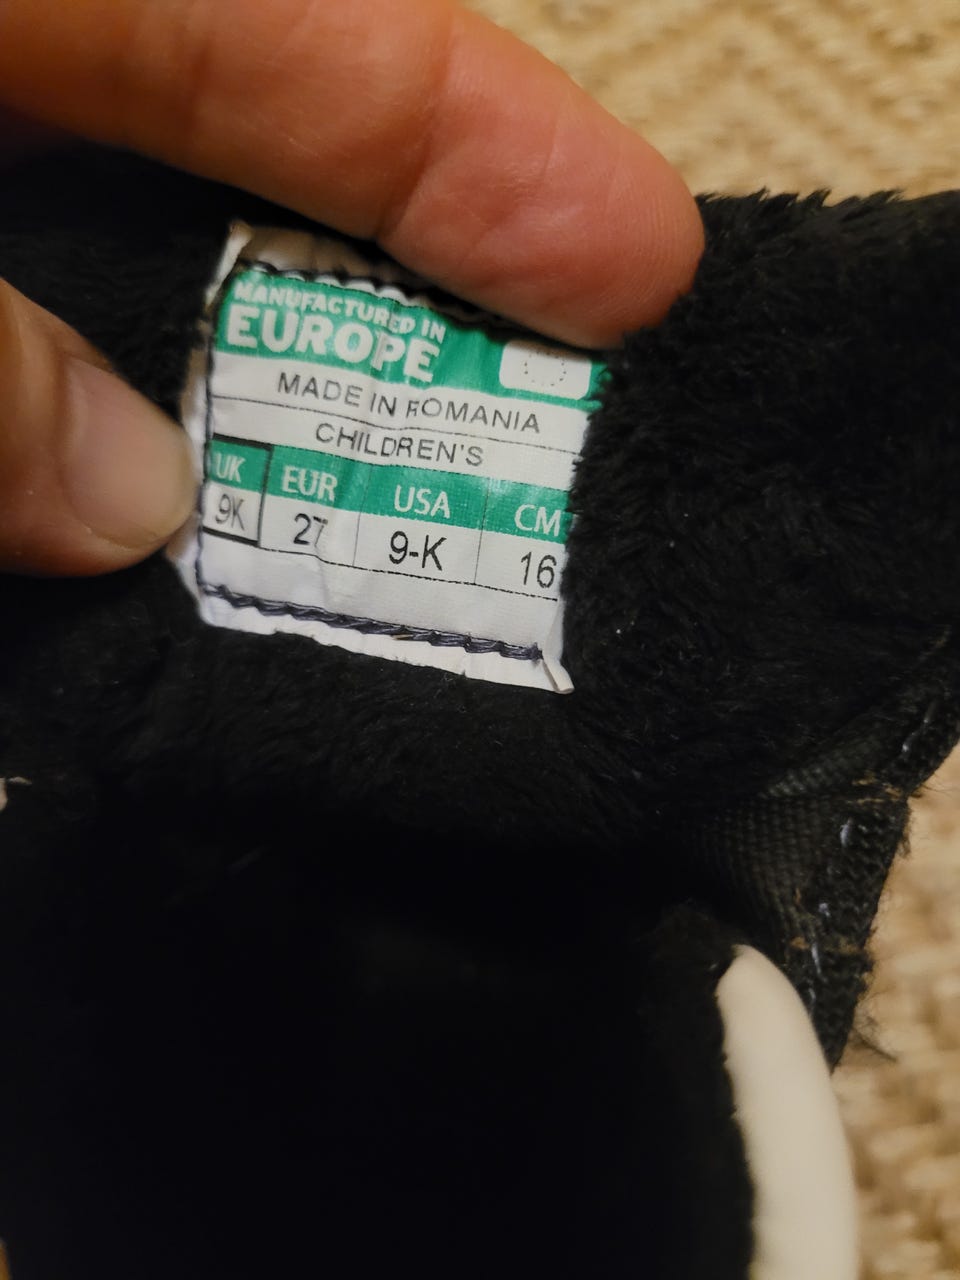 MANUFACTURED IN
EUROPE
MADE IN ROMANIA
CHILDREN'S
UK EUR USA CM
9K 27 9-K 16